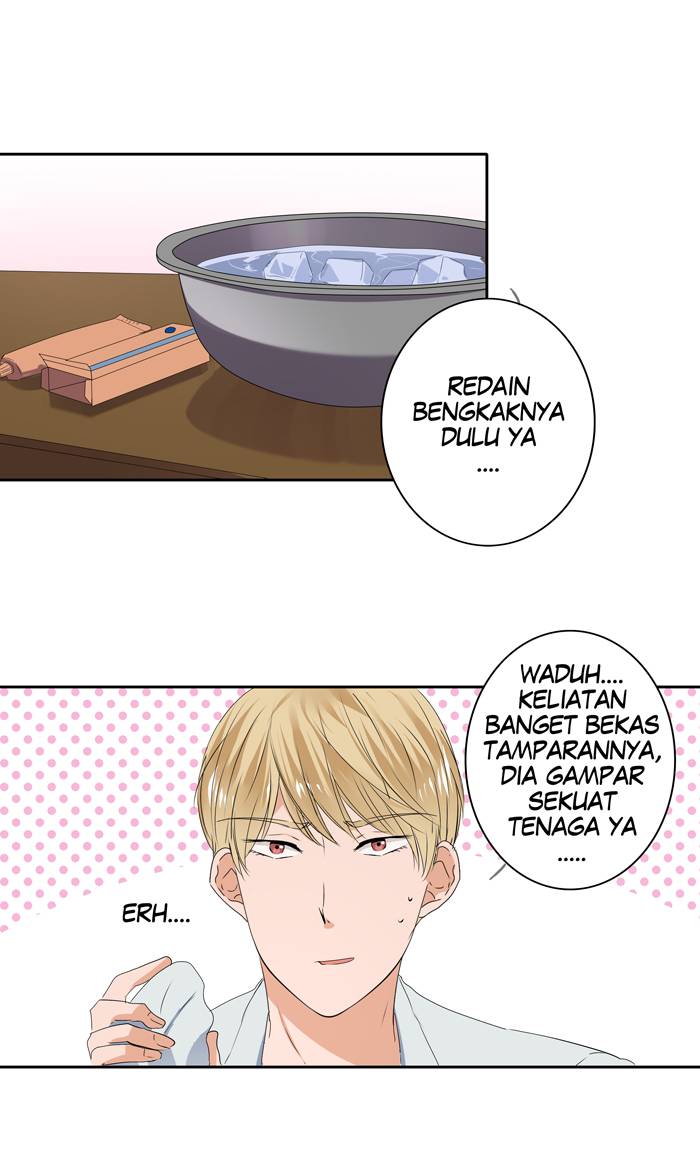 REDAIN
BENGKAKNYA
DULU YA
....
WADUH....
KELIATAN
BANGET BEKAS
TAMPARANNYA,
DIA GAMPAR
SEKUAT
TENAGA YA
.....
ERH....